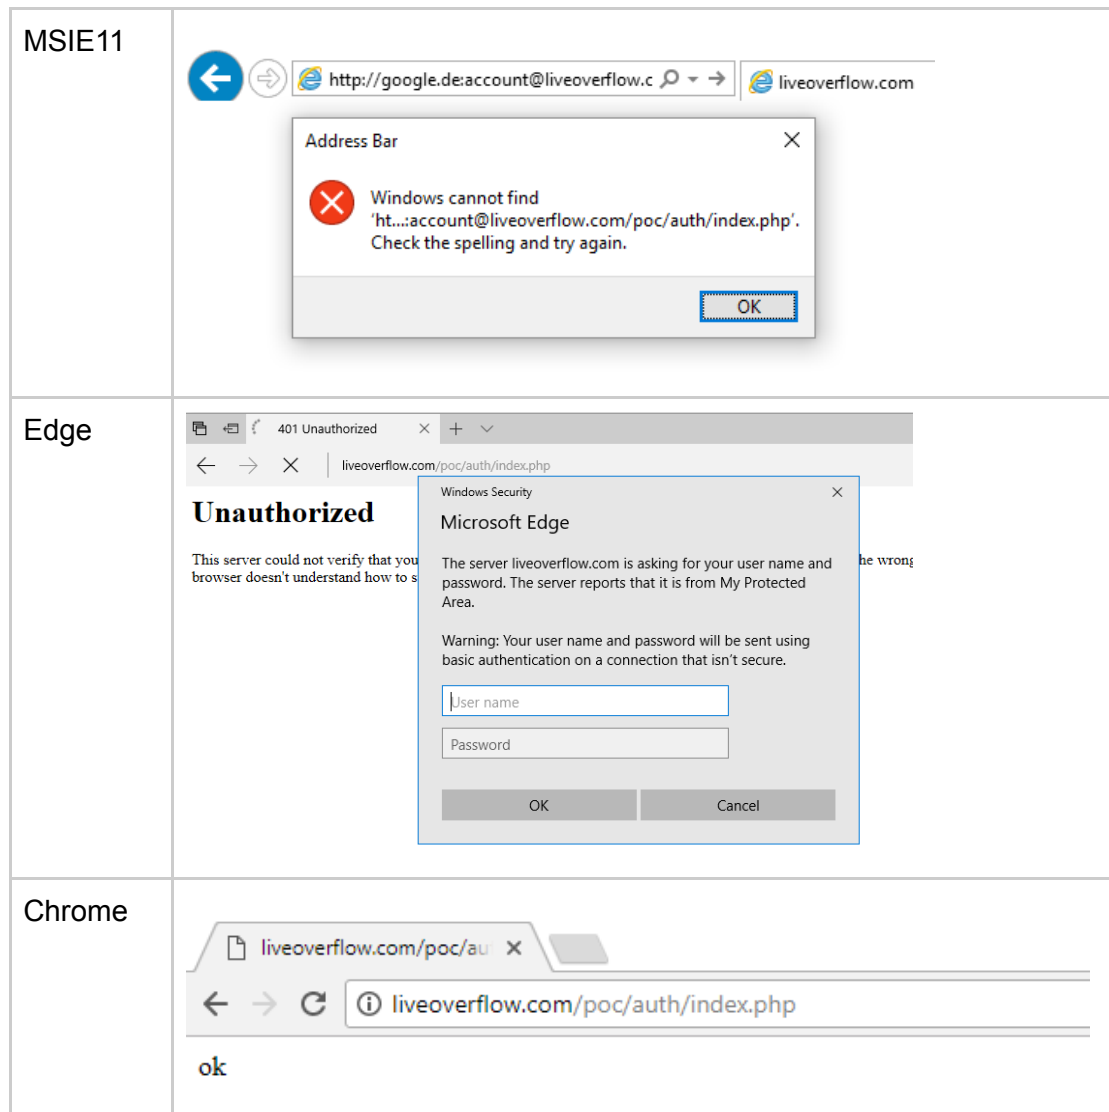 MSIE11
http://google.de:account@liveoverflow.c
liveoverflow.com
Address Bar
Windows cannot find
'ht...:account@liveoverflow.com/poc/auth/index.php'.
Check the spelling and try again.
OK
Edge
401 Unauthorized
liveoverflow.com/poc/auth/index.php
Windows Security
Microsoft Edge
Unauthorized
This server could not verify that you
he wrong
browser doesn't understand how to s
The server liveoverflow.com is asking for your user name and
password. The server reports that it is from My Protected
Area.
Warning: Your user name and password will be sent using
basic authentication on a connection that isn't secure.
User name
Password
OK
Cancel
Chrome
liveoverflow.com/poc/au
liveoverflow.com/poc/auth/index.php
ok